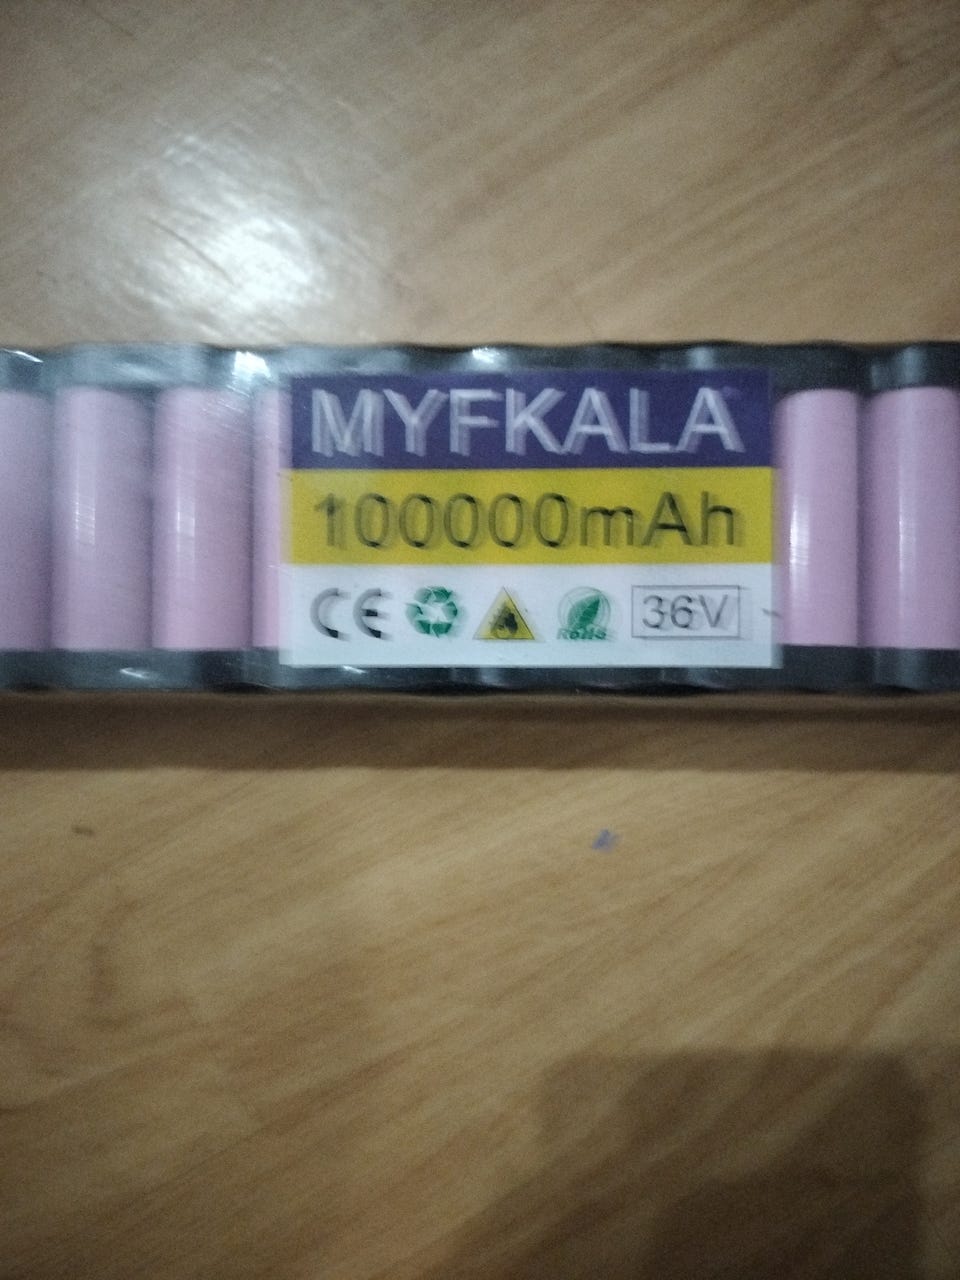 MYFKALA
100000mAh
CE RoHS 36V